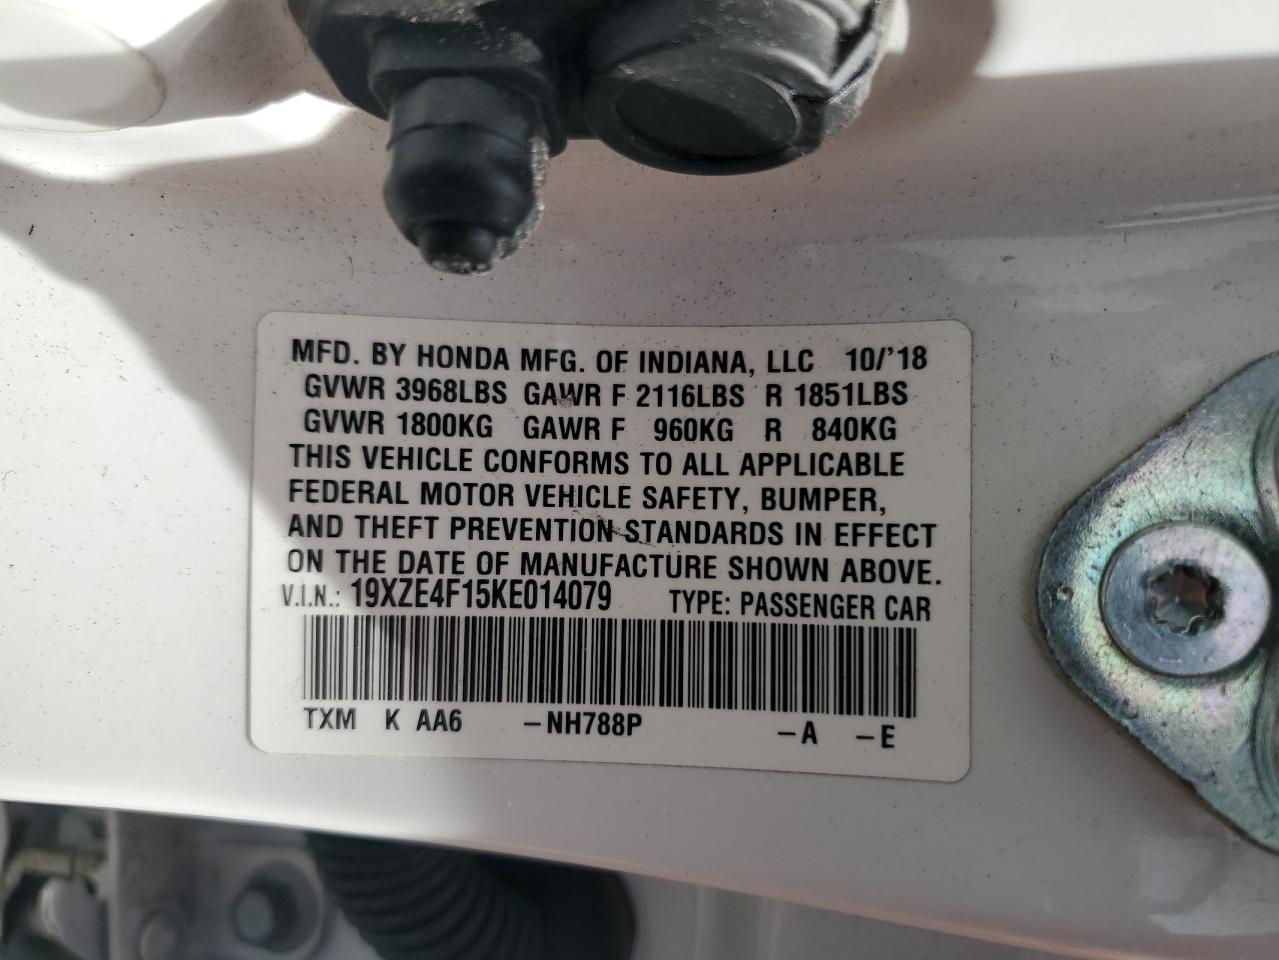 MFD. BY HONDA MFG. OF INDIANA, LLC 10/'18
GVWR 3968LBS GAWR F 2116LBS R 1851LBS
GVWR 1800KG GAWR F 960KG R 840KG
THIS VEHICLE CONFORMS TO ALL APPLICABLE
FEDERAL MOTOR VEHICLE SAFETY, BUMPER,
AND THEFT PREVENTION STANDARDS IN EFFECT
ON THE DATE OF MANUFACTURE SHOWN ABOVE.
V.I.N.: 19XZE4F15KE014079 TYPE: PASSENGER CAR
TXM K AA6 –NH788P –A –E